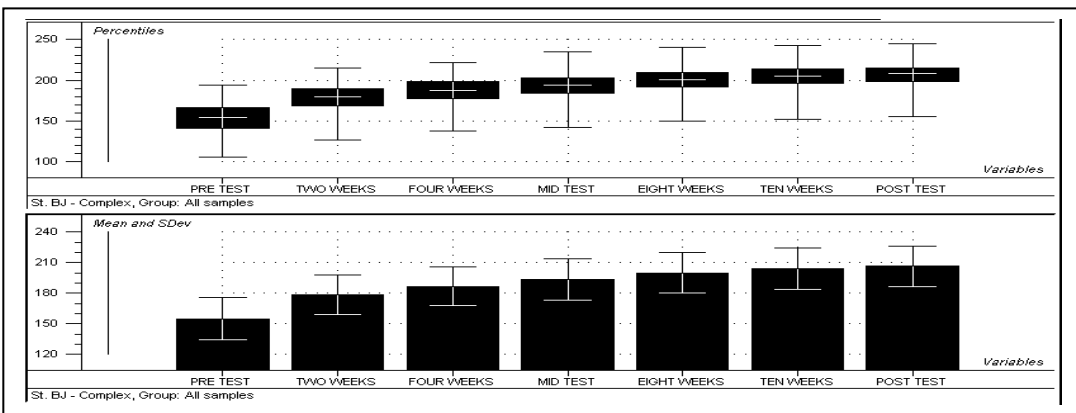 Percentiles
250
200
150
100
Variables
PRE TEST TWO WEEKS FOUR WEEKS MID TEST EIGHT WEEKS TEN WEEKS POST TEST
St. BJ - Complex, Group: All samples
Mean and SDev
240
210
180
150
120
Variables
PRE TEST TWO WEEKS FOUR WEEKS MID TEST EIGHT WEEKS TEN WEEKS POST TEST
St. BJ - Complex, Group: All samples